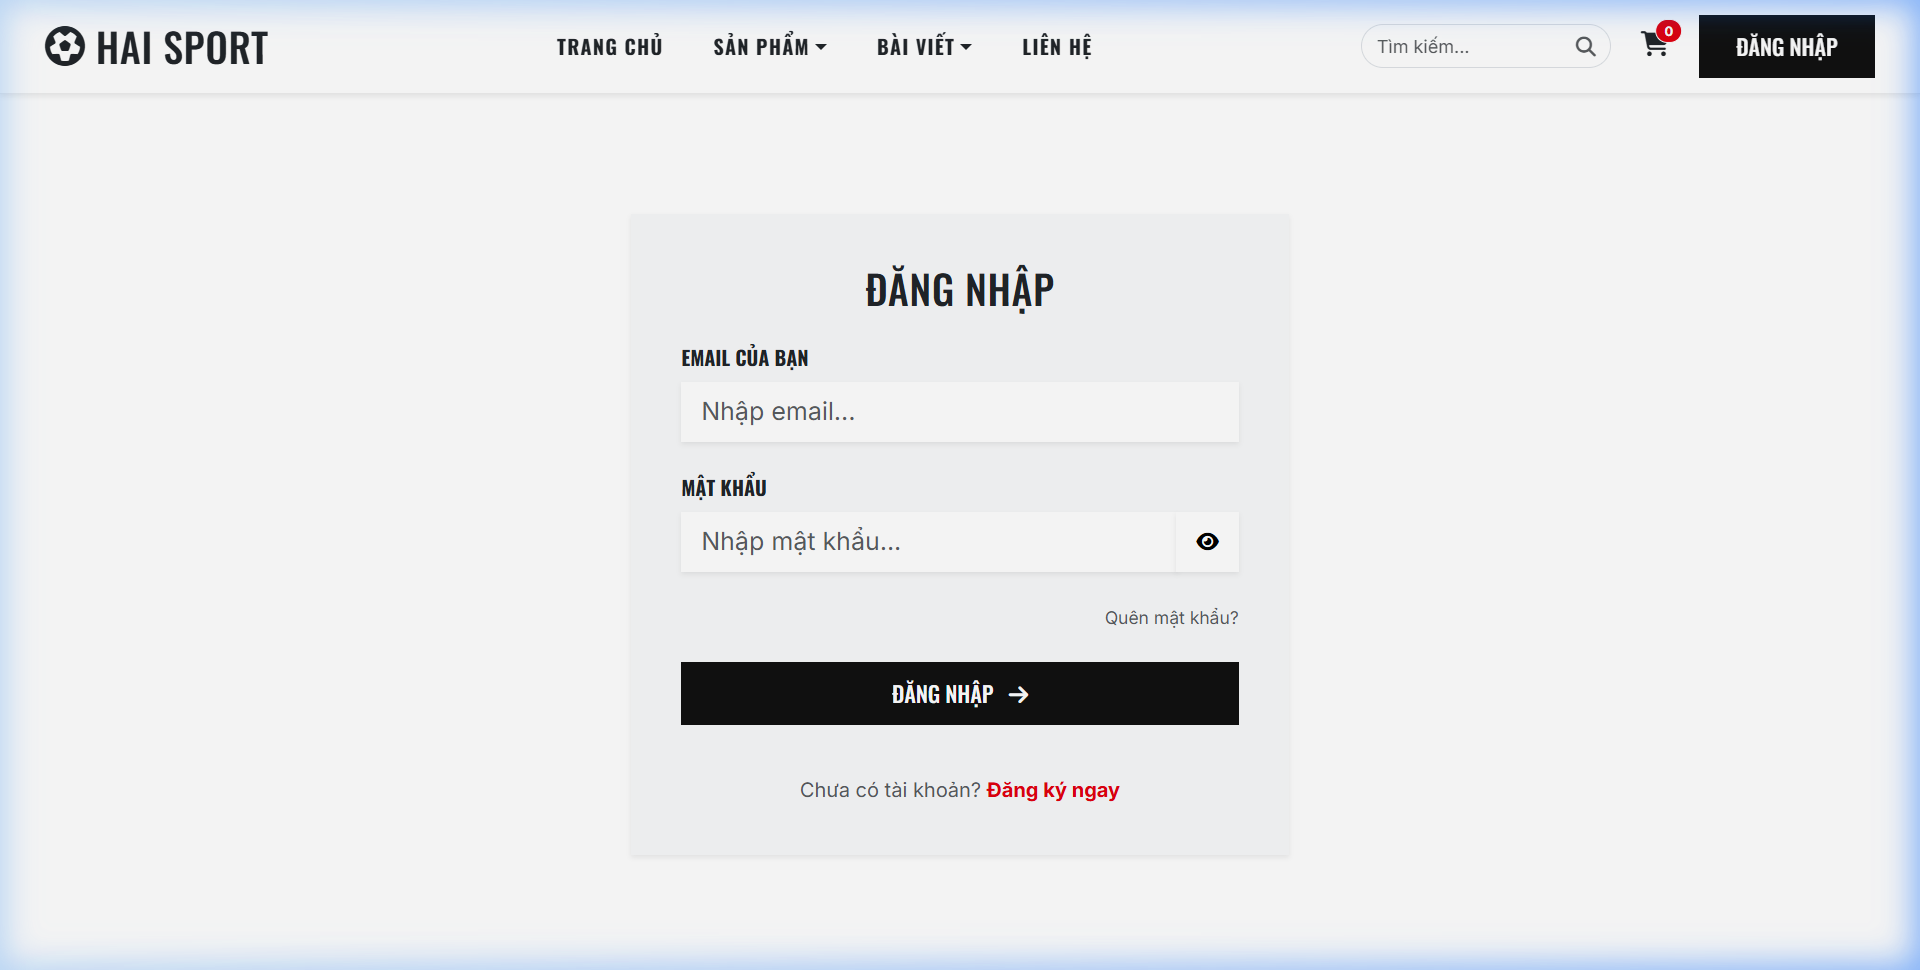 HAI SPORT
TRANG CHỦ
SẢN PHẨM
BÀI VIẾT
LIÊN HỆ
Tìm kiếm...
0
ĐĂNG NHẬP
ĐĂNG NHẬP
EMAIL CỦA BẠN
Nhập email...
MẬT KHẨU
Nhập mật khẩu...
Quên mật khẩu?
ĐĂNG NHẬP
Chưa có tài khoản? Đăng ký ngay